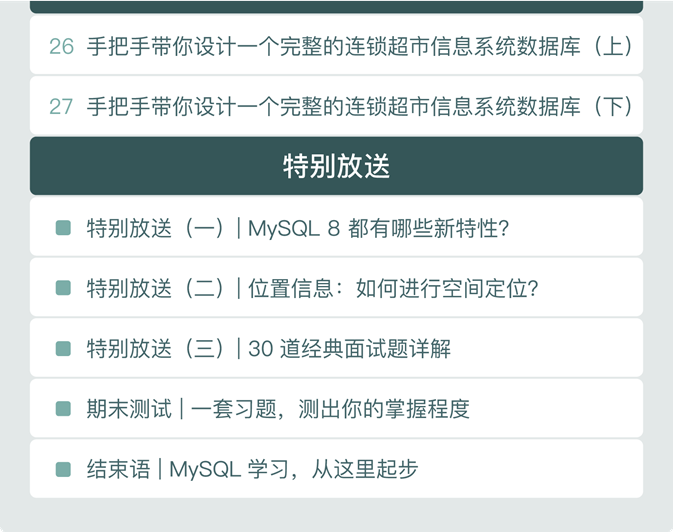 26 手把手带你设计一个完整的连锁超市信息系统数据库（上）
27 手把手带你设计一个完整的连锁超市信息系统数据库（下）
特别放送
特别放送（一）| MySQL 8 都有哪些新特性？
特别放送（二）| 位置信息：如何进行空间定位？
特别放送（三）| 30 道经典面试题详解
期末测试 | 一套习题，测出你的掌握程度
结束语 | MySQL 学习，从这里起步